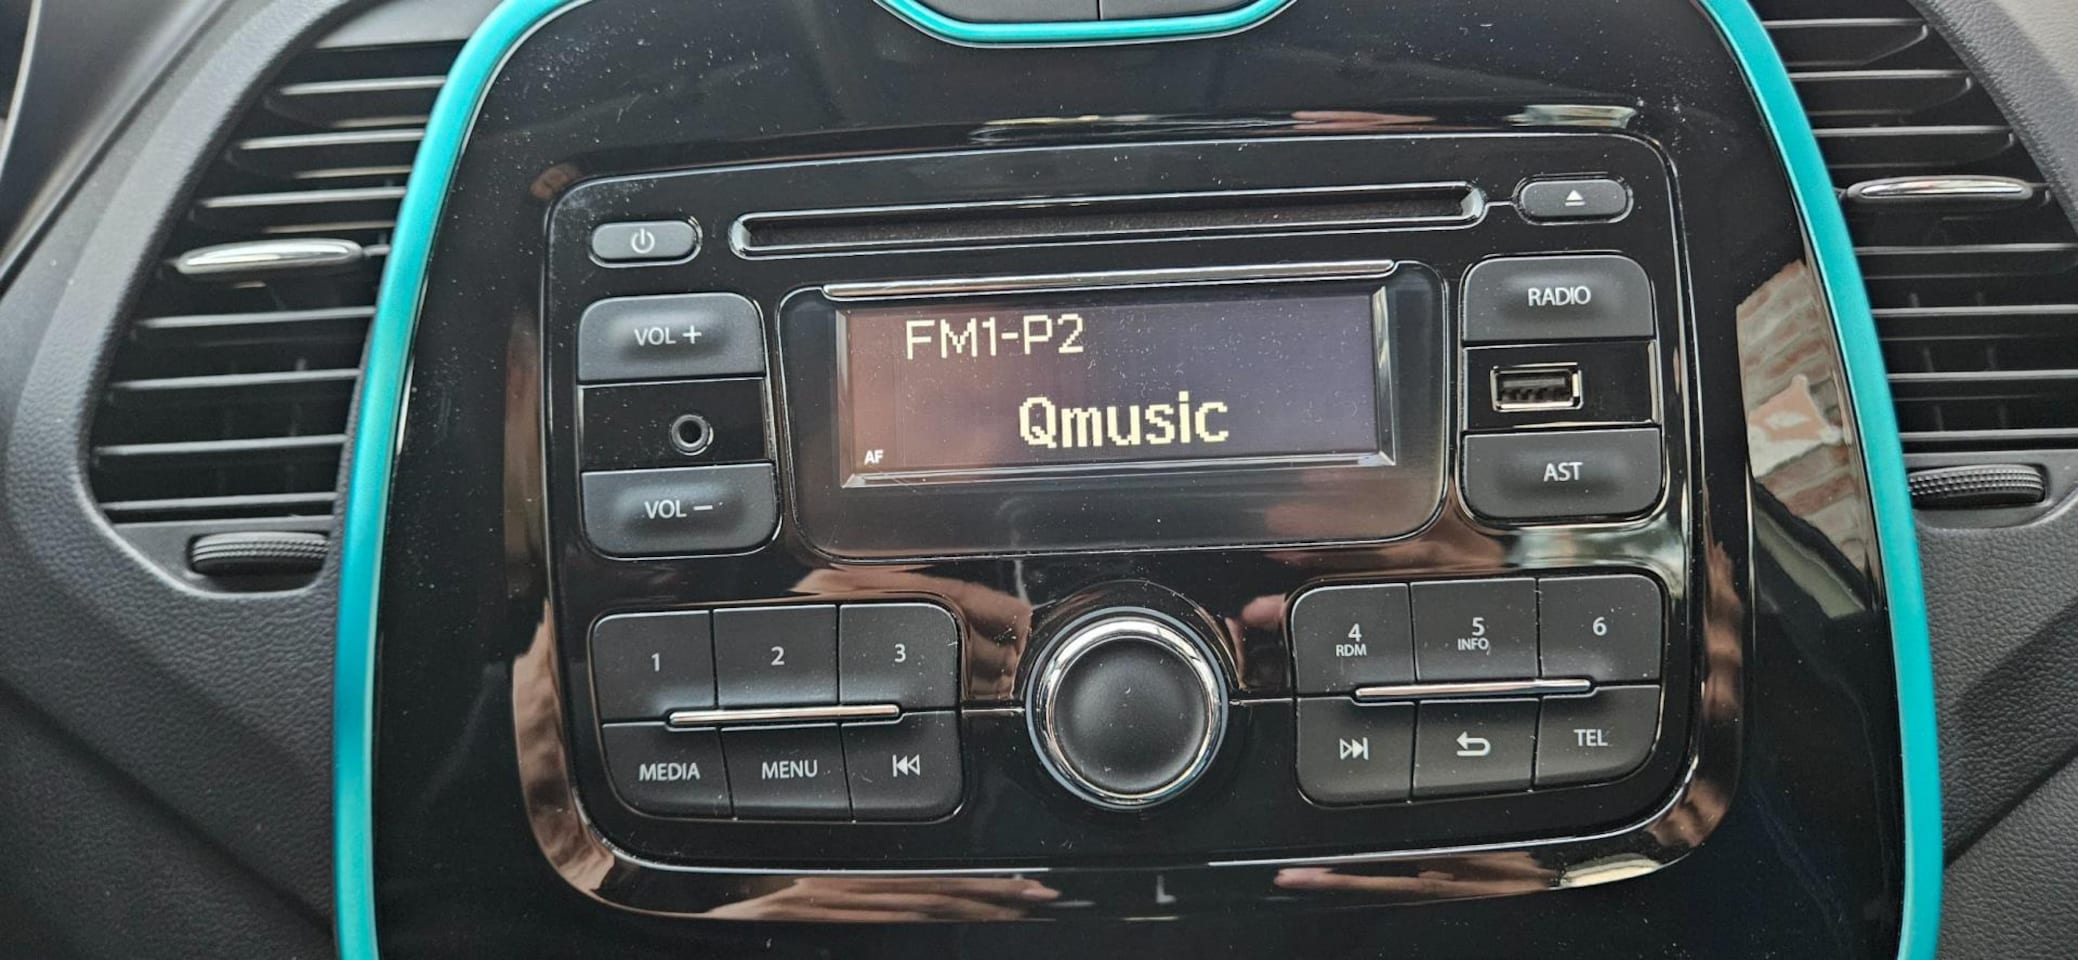 VOL +
VOL –
FM1-P2
Qmusic
AF
RADIO
AST
1
2
3
MEDIA
MENU
4
RDM
5
INFO
6
TEL